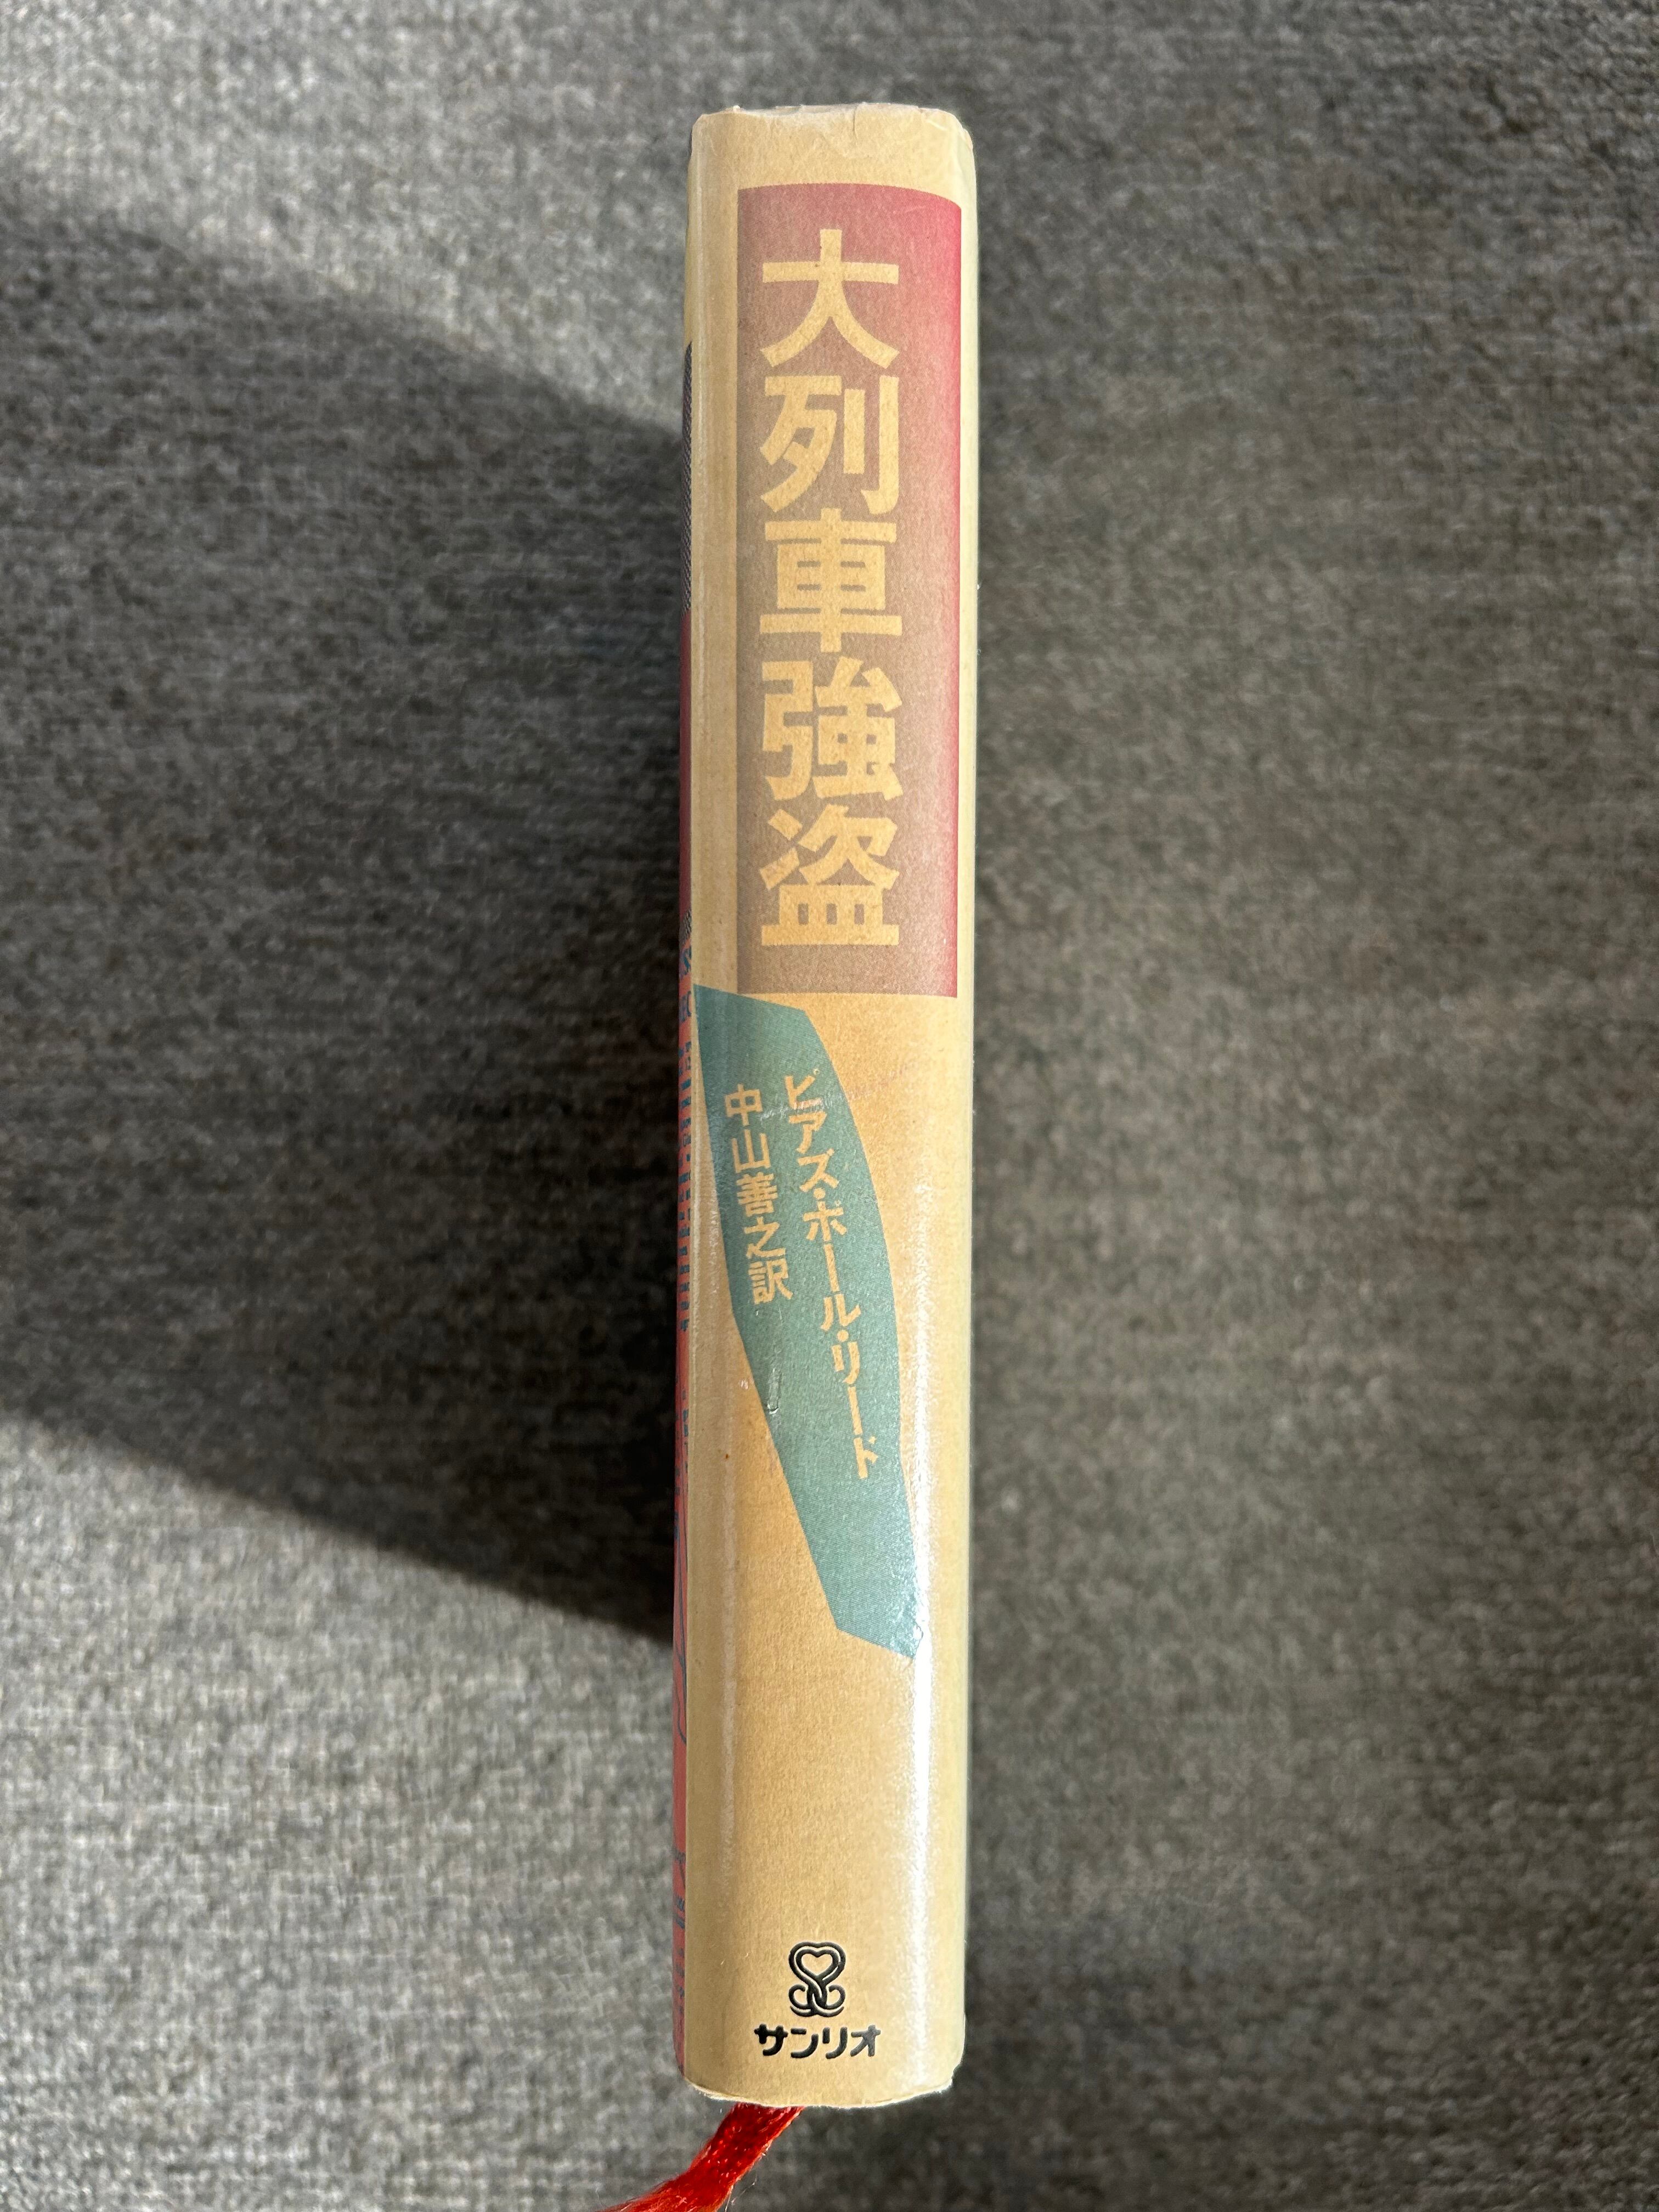 大列車強盗
ピアズ・ポール・リード
中山善之訳
サンリオ